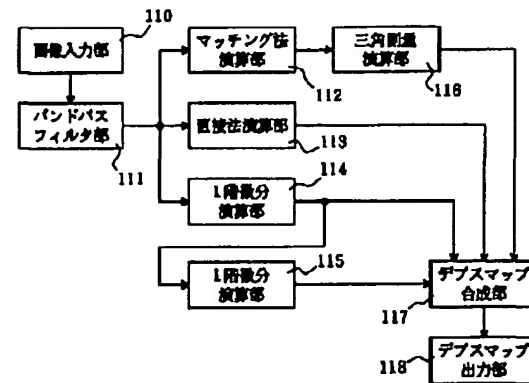 110
画像入力部
バンドパス
フィルタ部
111
マッチング法
演算部
112
三角測量
演算部
116
直接法演算部
113
114
1階微分
演算部
115
1階微分
演算部
デプスマップ
合成部
117
デプスマップ
出力部
118